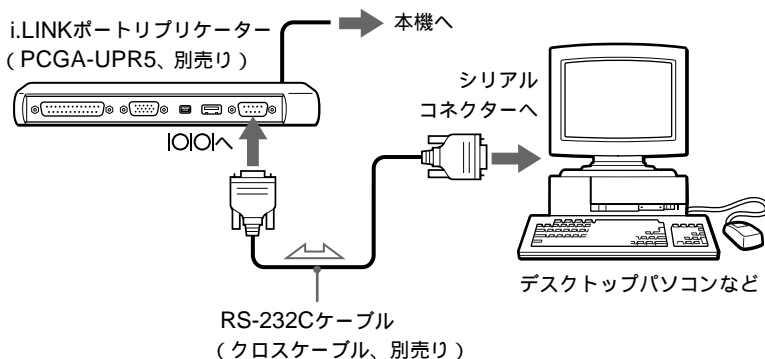 i.LINKポートリプリケーター
（PCGA-UPR5、別売り）
本機へ
シリアル
コネクターへ
IOIOIへ
デスクトップパソコンなど
RS-232Cケーブル
（クロスケーブル、別売り）